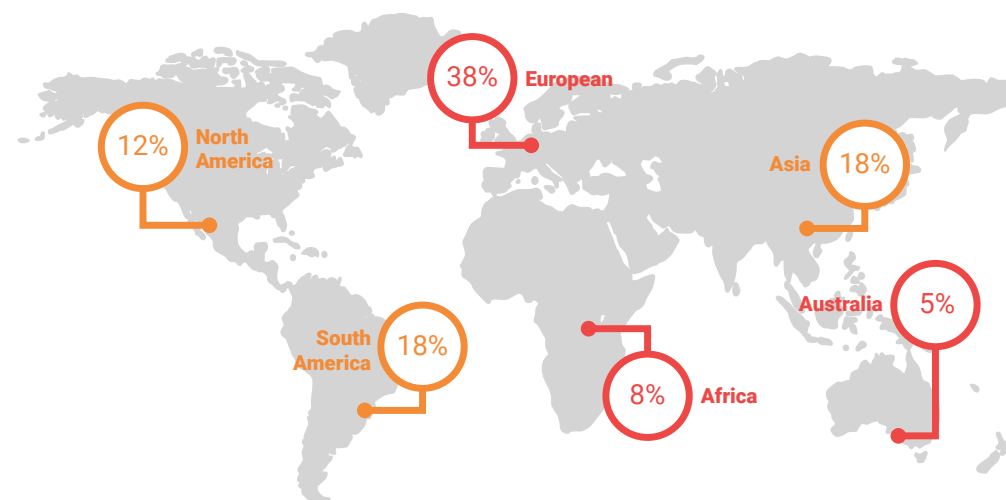 38%
European
12%
North
America
Asia
18%
Australia
5%
South
America
18%
8%
Africa